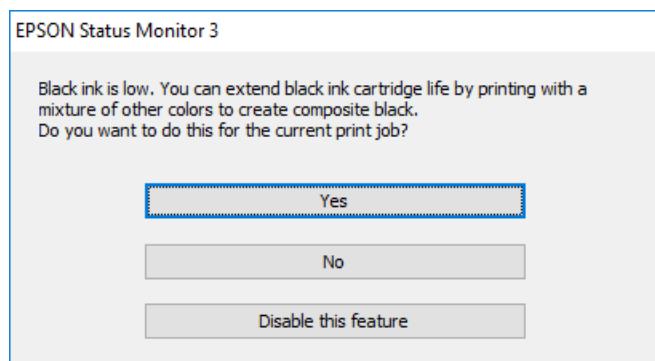 EPSON Status Monitor 3
Black ink is low. You can extend black ink cartridge life by printing with a
mixture of other colors to create composite black.
Do you want to do this for the current print job?
Yes
No
Disable this feature